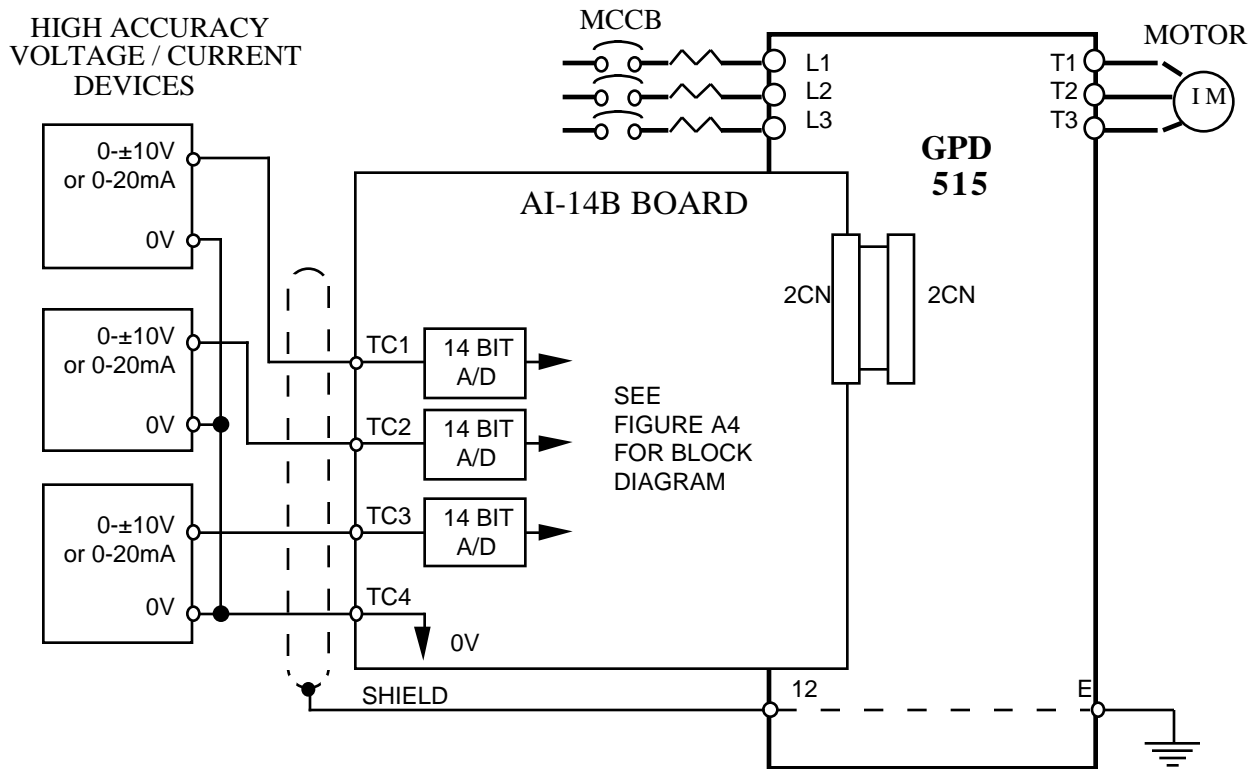 HIGH ACCURACY
VOLTAGE / CURRENT
DEVICES
MCCB
MOTOR
L1
L2
L3
T1
T2
T3
I M
GPD
515
0-±10V
or 0-20mA
0V
0-±10V
or 0-20mA
0V
0-±10V
or 0-20mA
0V
AI-14B BOARD
2CN
2CN
TC1
14 BIT
A/D
TC2
14 BIT
A/D
TC3
14 BIT
A/D
TC4
0V
SEE
FIGURE A4
FOR BLOCK
DIAGRAM
SHIELD
12
E